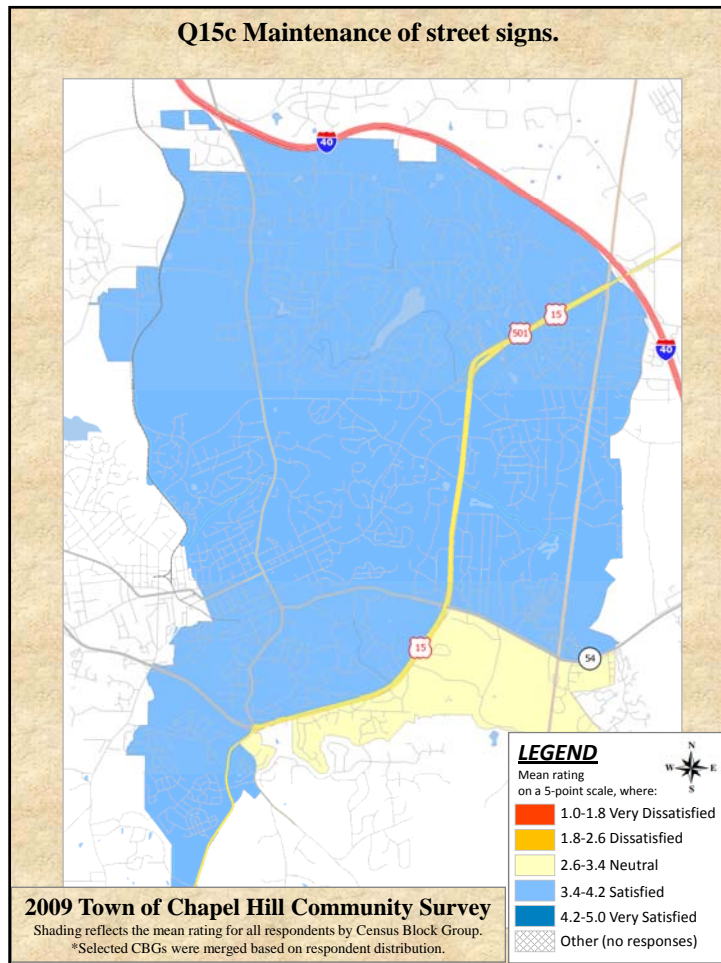 Q15c Maintenance of street signs.
40
15
501
40
15
54
LEGEND
Mean rating
on a 5-point scale, where:
N
W E
S
1.0-1.8 Very Dissatisfied
1.8-2.6 Dissatisfied
2.6-3.4 Neutral
3.4-4.2 Satisfied
4.2-5.0 Very Satisfied
Other (no responses)
2009 Town of Chapel Hill Community Survey
Shading reflects the mean rating for all respondents by Census Block Group.
*Selected CBGs were merged based on respondent distribution.